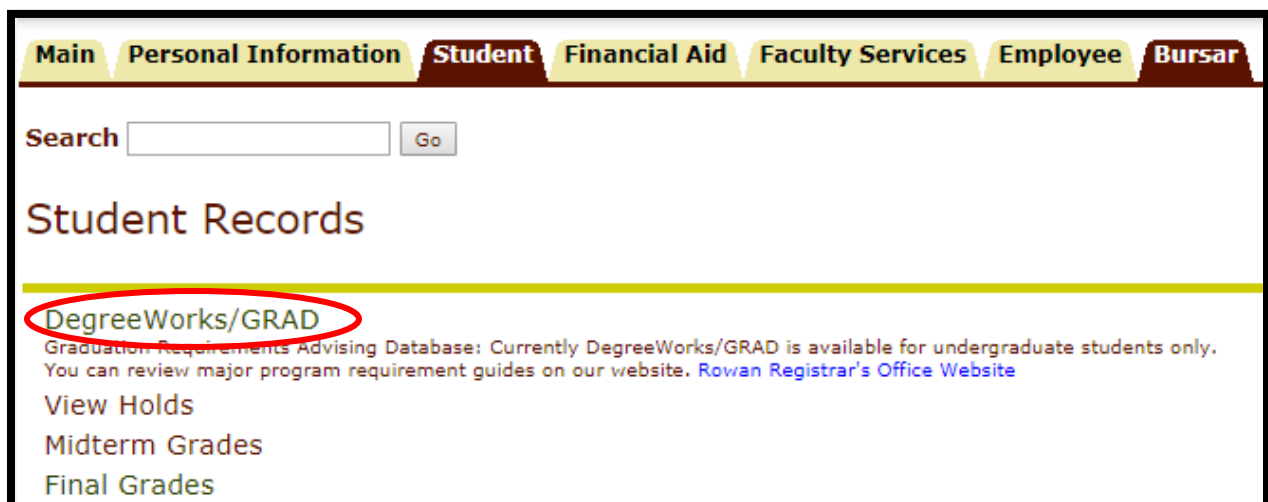 Main Personal Information Student Financial Aid Faculty Services Employee Bursar
Search Go
Student Records
DegreeWorks/GRAD
Graduation Requirements Advising Database: Currently DegreeWorks/GRAD is available for undergraduate students only.
You can review major program requirement guides on our website. Rowan Registrar's Office Website
View Holds
Midterm Grades
Final Grades